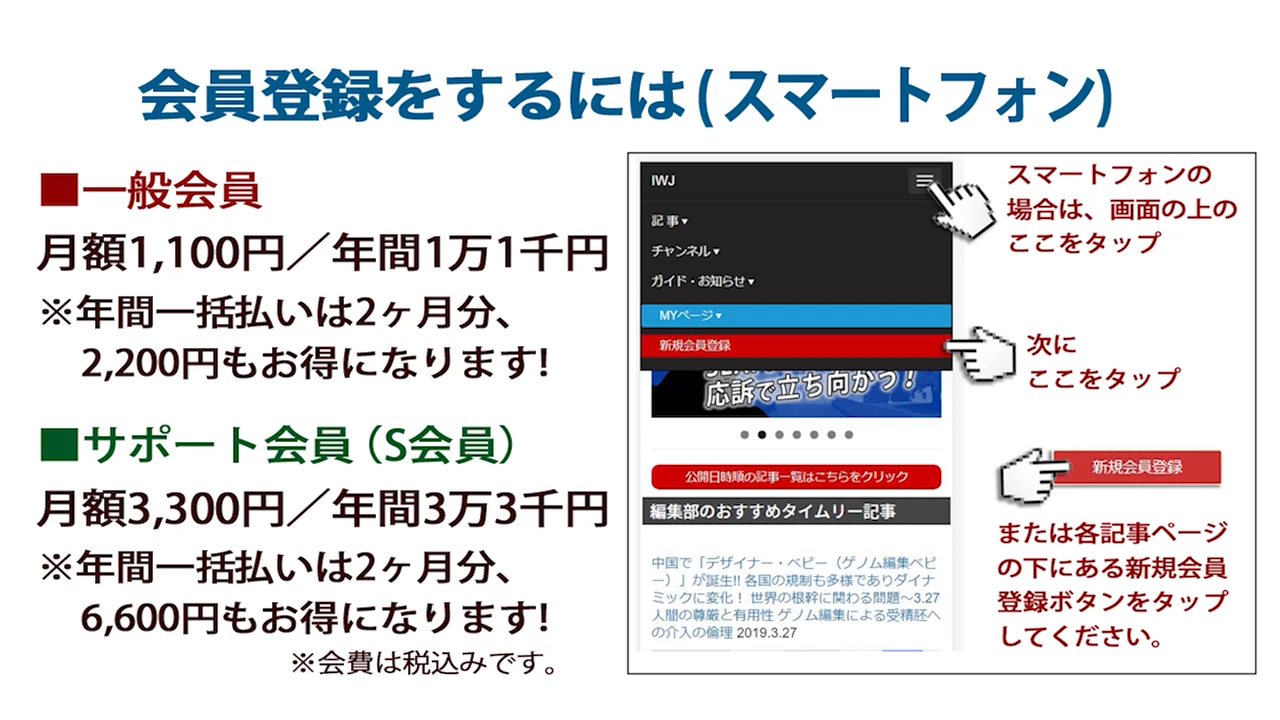 会員登録をするには(スマートフォン)
■一般会員
月額1,100円／年間1万1千円
※年間一括払いは2ヶ月分、
2,200円もお得になります!
■サポート会員（S会員）
月額3,300円／年間3万3千円
※年間一括払いは2ヶ月分、
6,600円もお得になります!
※会費は税込みです。
IWJ
記事▾
チャンネル▾
ガイド・お知らせ▾
MYページ▾
新規会員登録
応訴で立ち向かう！
公開日時順の記事一覧はこちらをクリック
編集部のおすすめタイムリー記事
中国で「デザイナー・ベビー（ゲノム編集ベビ
ー）」が誕生!! 各国の規制も多様でありダイナ
ミックに変化！ 世界の根幹に関わる問題～3.27
人間の尊厳と有用性 ゲノム編集による受精胚へ
の介入の倫理 2019.3.27
スマートフォンの
場合は、画面の上の
ここをタップ
次に
ここをタップ
新規会員登録
または各記事ページ
の下にある新規会員
登録ボタンをタップ
してください。